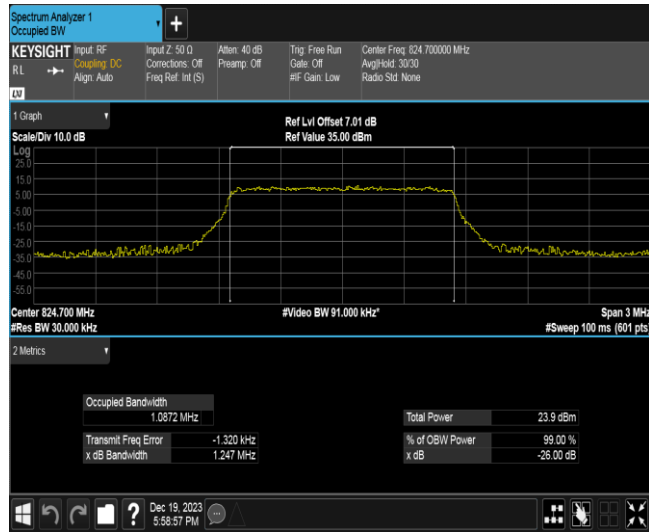 Spectrum Analyzer 1
Occupied BW
+
KEYSIGHT
RL
LXI
Input: RF
Coupling: DC
Align: Auto
Input Z: 50 Ω
Corrections: Off
Freq Ref: Int (S)
Atten: 40 dB
Preamp: Off
Trig: Free Run
Gate: Off
#IF Gain: Low
Center Freq: 824.700000 MHz
Avg|Hold: 30/30
Radio Std: None
1 Graph
Scale/Div 10.0 dB
Ref Lvl Offset 7.01 dB
Ref Value 35.00 dBm
Log
25.0
15.0
5.00
-5.00
-15.0
-25.0
-35.0
-45.0
-55.0
Center 824.700 MHz
#Res BW 30.000 kHz
#Video BW 91.000 kHz*
Span 3 MHz
#Sweep 100 ms (601 pts)
2 Metrics
Occupied Bandwidth
1.0872 MHz
Transmit Freq Error -1.320 kHz
x dB Bandwidth 1.247 MHz
Total Power 23.9 dBm
% of OBW Power 99.00 %
x dB -26.00 dB
?
Dec 19, 2023
5:58:57 PM